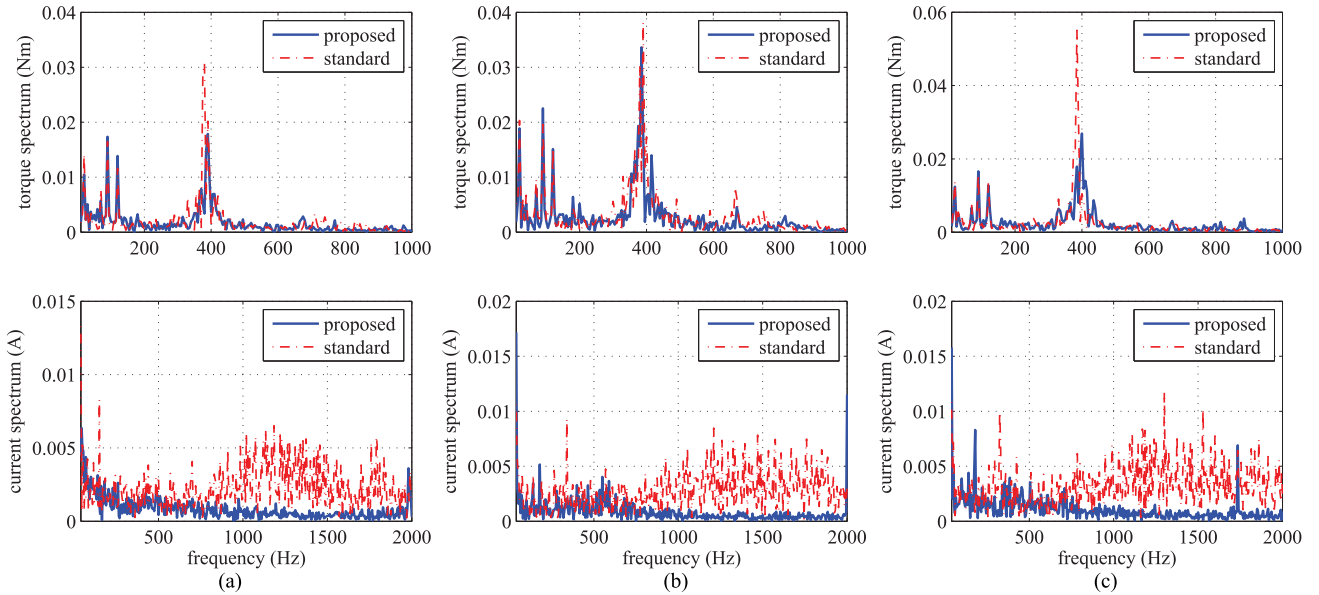 torque spectrum (Nm)
0.04
0.03
0.02
0.01
0
200
400
600
800
1000
proposed
standard
torque spectrum (Nm)
0.04
0.03
0.02
0.01
0
200
400
600
800
1000
proposed
standard
torque spectrum (Nm)
0.06
0.04
0.02
0
200
400
600
800
1000
proposed
standard
current spectrum (A)
0.015
0.01
0.005
0
500
1000
1500
2000
frequency (Hz)
proposed
standard
(a)
current spectrum (A)
0.02
0.015
0.01
0.005
0
500
1000
1500
2000
frequency (Hz)
proposed
standard
(b)
current spectrum (A)
0.02
0.015
0.01
0.005
0
500
1000
1500
2000
frequency (Hz)
proposed
standard
(c)